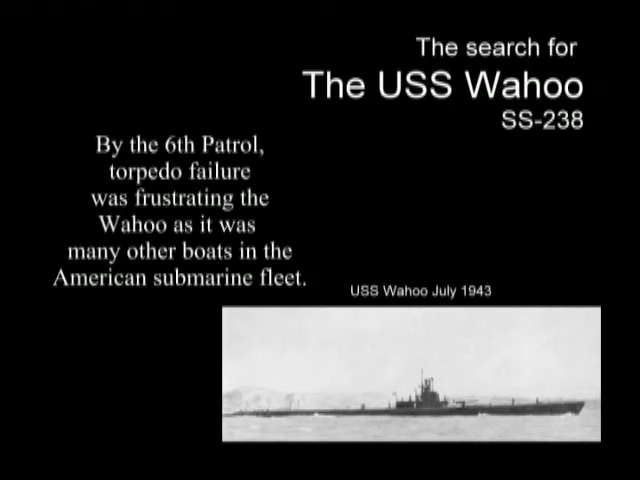 The search for
The USS Wahoo
SS-238
By the 6th Patrol,
torpedo failure
was frustrating the
Wahoo as it was
many other boats in the
American submarine fleet.
USS Wahoo July 1943